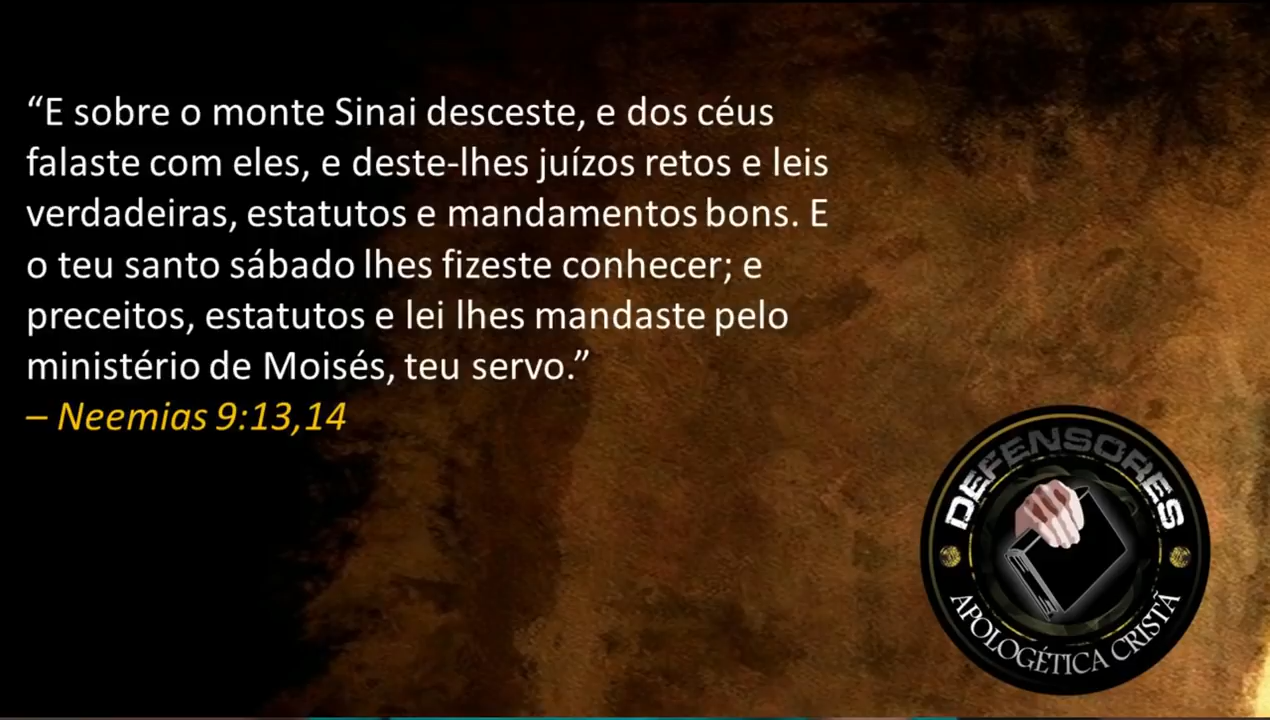 “E sobre o monte Sinai desceste, e dos céus
falaste com eles, e deste-lhes juízos retos e leis
verdadeiras, estatutos e mandamentos bons. E
o teu santo sábado lhes fizeste conhecer; e
preceitos, estatutos e lei lhes mandaste pelo
ministério de Moisés, teu servo.”
– Neemias 9:13,14
DEFENSORES
APOLOGÉTICA CRISTÃ